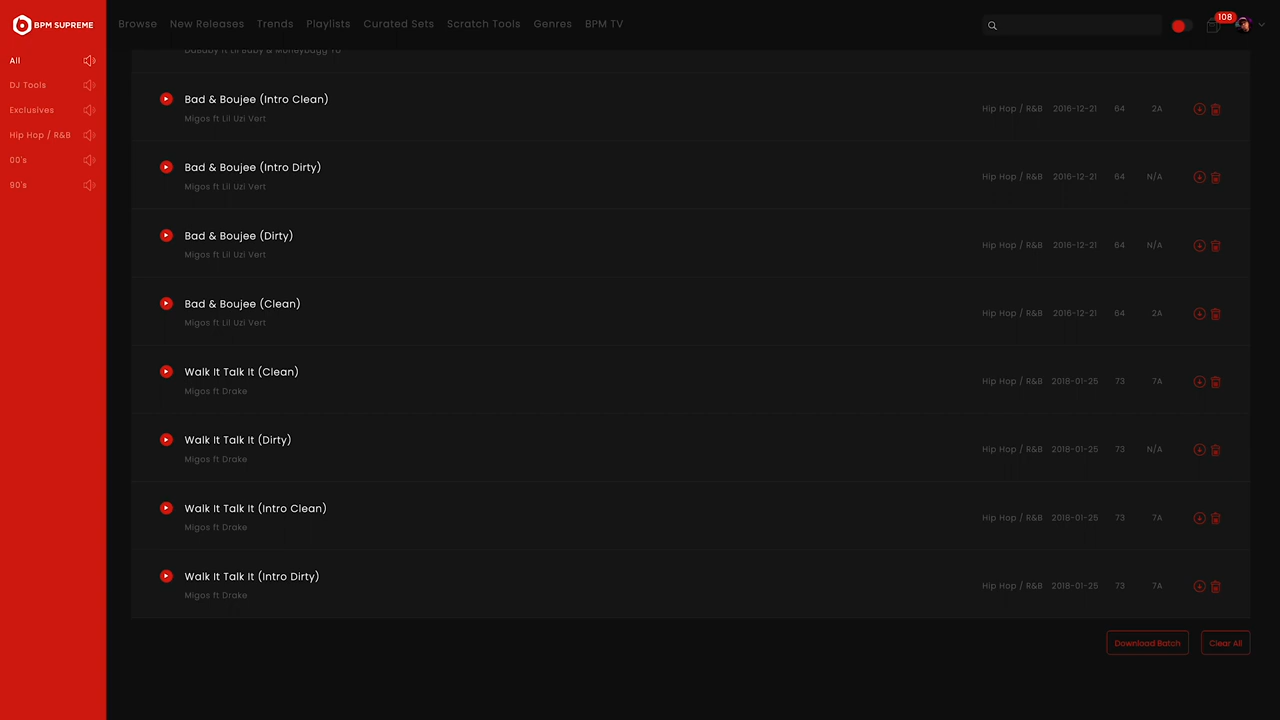 BPM SUPREME
Browse New Releases Trends Playlists Curated Sets Scratch Tools Genres BPM TV
108
All
DJ Tools
Exclusives
Hip Hop / R&B
00's
90's
DaBaby ft Lil Baby & Moneybagg Yo
Bad & Boujee (Intro Clean)
Migos ft Lil Uzi Vert
Hip Hop / R&B 2016-12-21 64 2A
Bad & Boujee (Intro Dirty)
Migos ft Lil Uzi Vert
Hip Hop / R&B 2016-12-21 64 N/A
Bad & Boujee (Dirty)
Migos ft Lil Uzi Vert
Hip Hop / R&B 2016-12-21 64 N/A
Bad & Boujee (Clean)
Migos ft Lil Uzi Vert
Hip Hop / R&B 2016-12-21 64 2A
Walk It Talk It (Clean)
Migos ft Drake
Hip Hop / R&B 2018-01-25 73 7A
Walk It Talk It (Dirty)
Migos ft Drake
Hip Hop / R&B 2018-01-25 73 N/A
Walk It Talk It (Intro Clean)
Migos ft Drake
Hip Hop / R&B 2018-01-25 73 7A
Walk It Talk It (Intro Dirty)
Migos ft Drake
Hip Hop / R&B 2018-01-25 73 7A
Download Batch Clear All